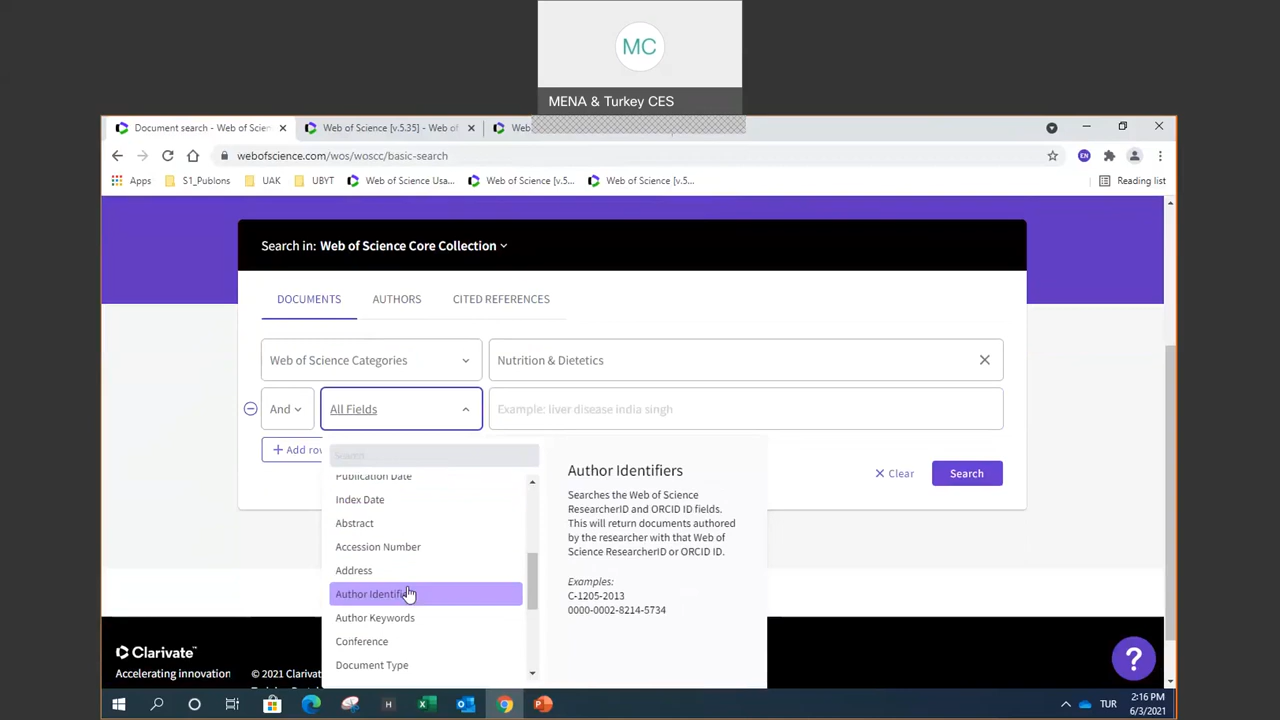 MC
MENA & Turkey CES
Document search - Web of Scien
Web of Science [v.5.35] - Web of
Web
webofscience.com/wos/woscc/basic-search
Apps
S1_Publons
UAK
UBYT
Web of Science Usa...
Web of Science [v.5...
Web of Science [v.5...
Reading list
EN
Search in: Web of Science Core Collection
DOCUMENTS
AUTHORS
CITED REFERENCES
Web of Science Categories
Nutrition & Dietetics
And
All Fields
Example: liver disease india singh
+ Add row
Clear
Search
Publication Date
Index Date
Abstract
Accession Number
Address
Author Identifie
Author Keywords
Conference
Document Type
Author Identifiers
Searches the Web of Science
ResearcherID and ORCID ID fields.
This will return documents authored
by the researcher with that Web of
Science ResearcherID or ORCID ID.
Examples:
C-1205-2013
0000-0002-8214-5734
Clarivate™
Accelerating innovation
© 2021 Clarivat
?
H
TUR
2:16 PM
6/3/2021